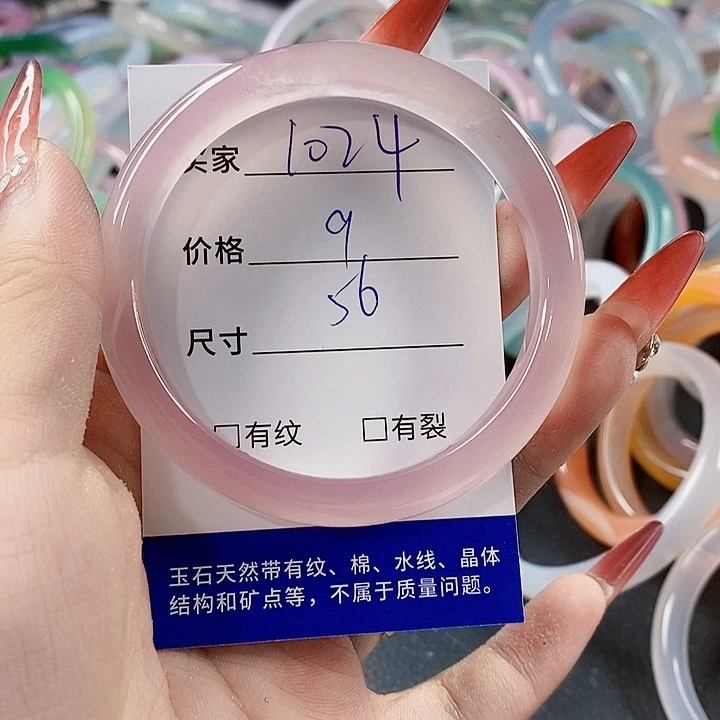 买家 1024
价格 9
尺寸 56
□有纹 □有裂
玉石天然带有纹、棉、水线、晶体
结构和矿点等，不属于质量问题。